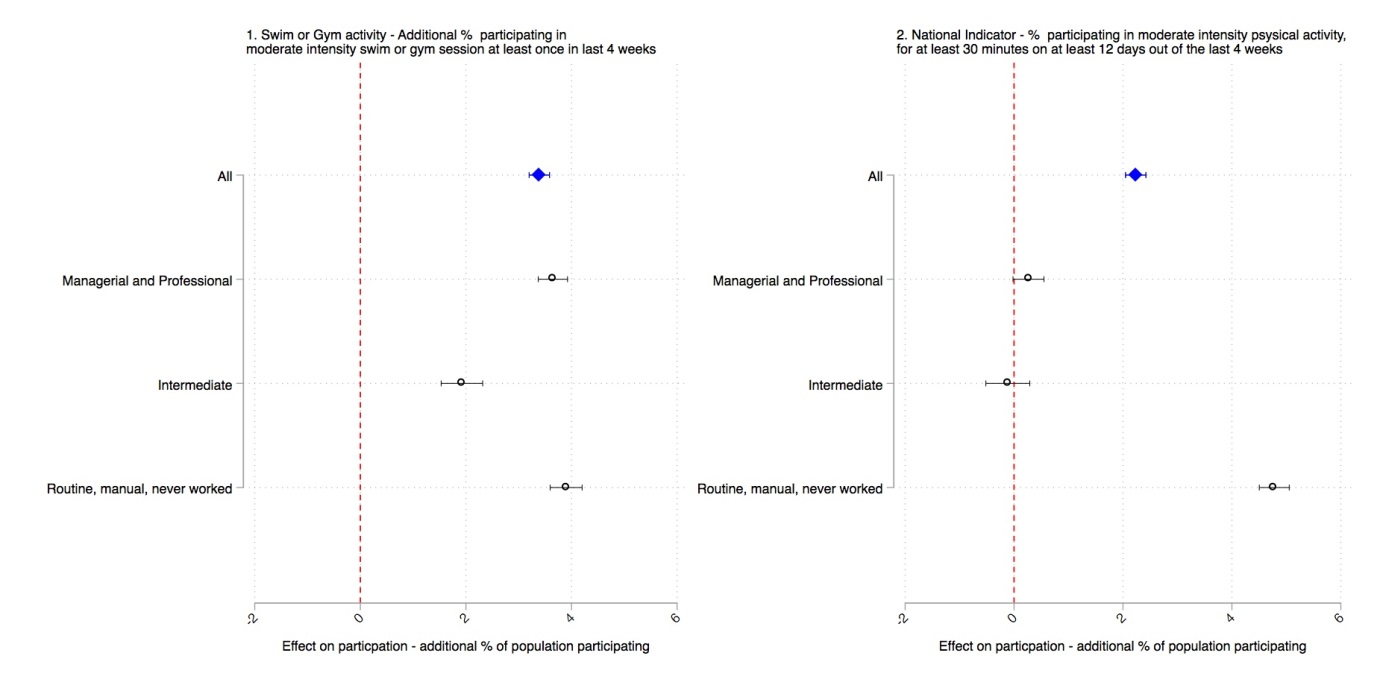 1. Swim or Gym activity - Additional %  participating in
moderate intensity swim or gym session at least once in last 4 weeks
All
Managerial and Professional
Intermediate
Routine, manual, never worked
-2
0
2
4
6
Effect on particpation - additional % of population participating
2. National Indicator - %  participating in moderate intensity psysical activity,
for at least 30 minutes on at least 12 days out of the last 4 weeks
All
Managerial and Professional
Intermediate
Routine, manual, never worked
-2
0
2
4
6
Effect on particpation - additional % of population participating